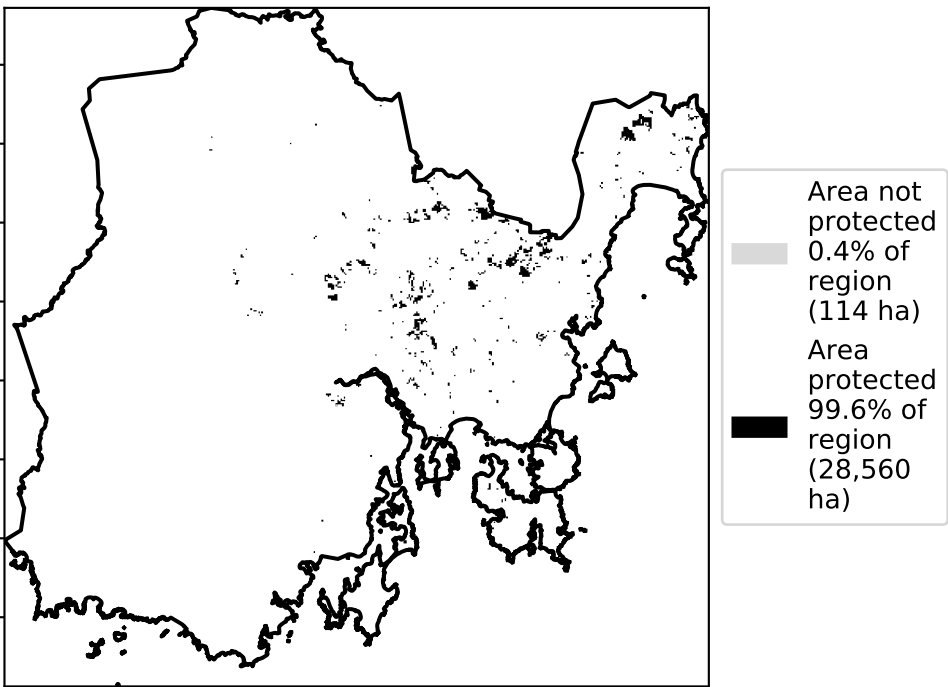 Area not
protected
0.4% of
region
(114 ha)
Area
protected
99.6% of
region
(28,560
ha)